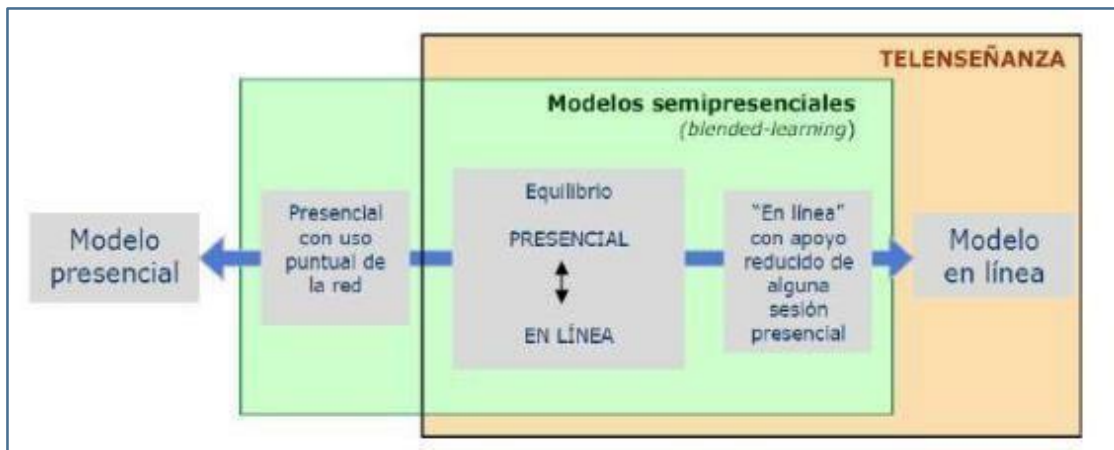 TELENSEÑANZA
Modelos semipresenciales
(blended-learning)
Modelo
presencial
Presencial
con uso
puntual de
la red
Equilibrio
PRESENCIAL
EN LÍNEA
"En línea"
con apoyo
reducido de
alguna
sesión
presencial
Modelo
en línea